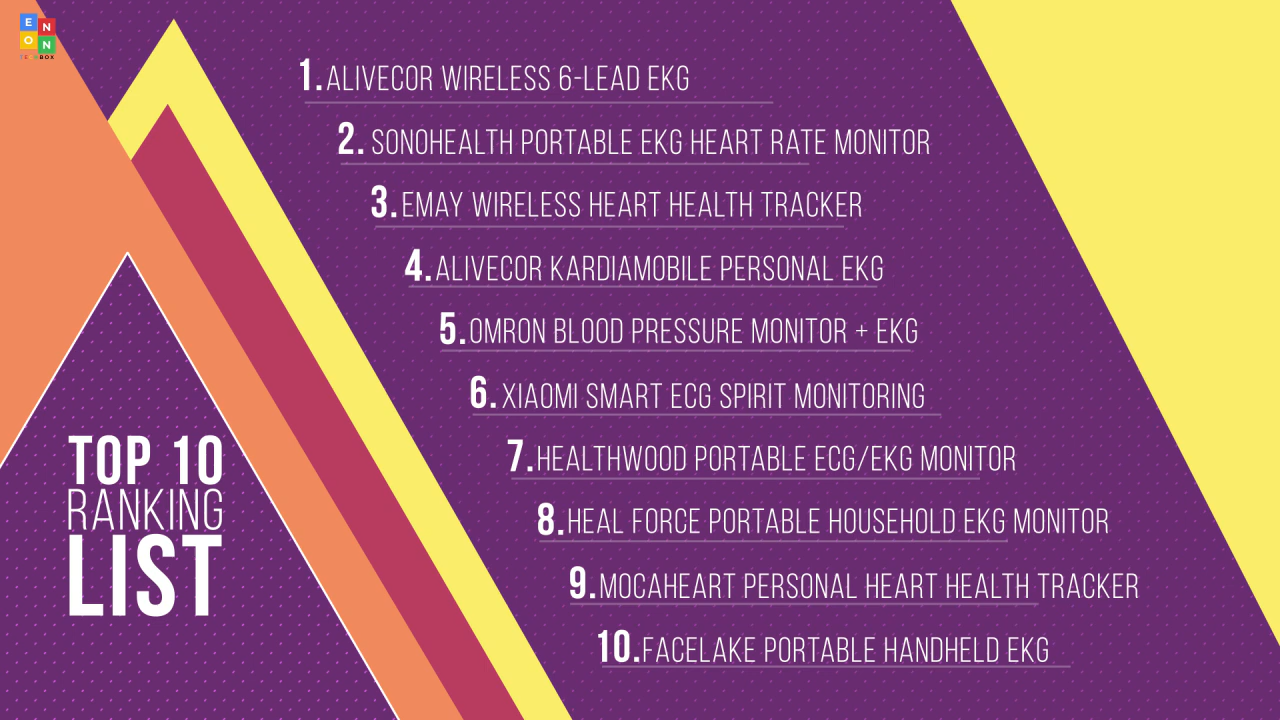 E N
O N
TECHBOX
1. ALIVECOR WIRELESS 6-LEAD EKG
2. SONOHEALTH PORTABLE EKG HEART RATE MONITOR
3. EMAY WIRELESS HEART HEALTH TRACKER
4. ALIVECOR KARDIAMOBILE PERSONAL EKG
5. OMRON BLOOD PRESSURE MONITOR + EKG
6. XIAOMI SMART ECG SPIRIT MONITORING
7. HEALTHWOOD PORTABLE ECG/EKG MONITOR
8. HEAL FORCE PORTABLE HOUSEHOLD EKG MONITOR
9. MOCAHEART PERSONAL HEART HEALTH TRACKER
10. FACELAKE PORTABLE HANDHELD EKG
TOP 10
RANKING
LIST